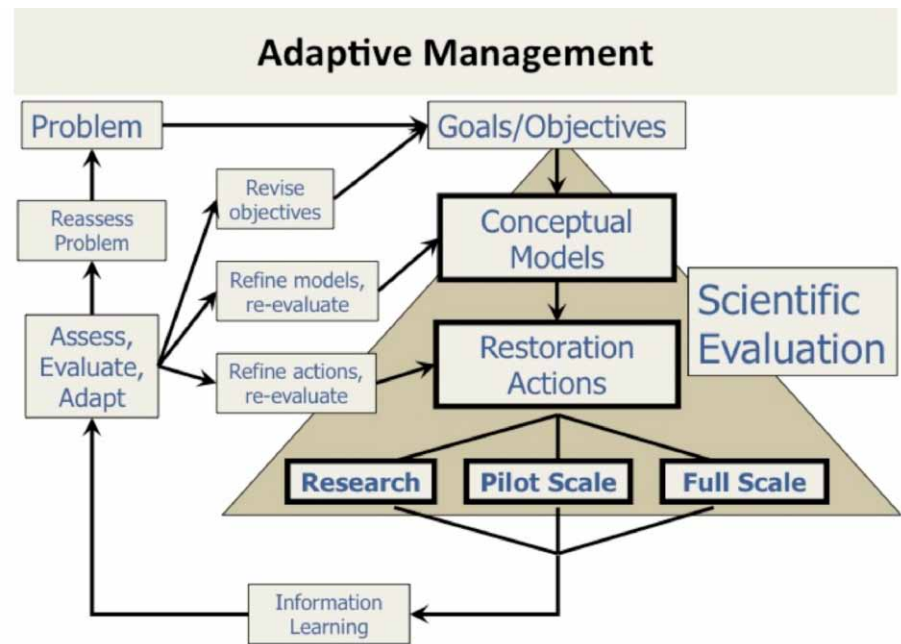 Adaptive Management
Problem
Goals/Objectives
Revise
objectives
Reassess
Problem
Conceptual
Models
Refine models,
re-evaluate
Scientific
Evaluation
Assess,
Evaluate,
Adapt
Restoration
Actions
Refine actions,
re-evaluate
Research
Pilot Scale
Full Scale
Information
Learning